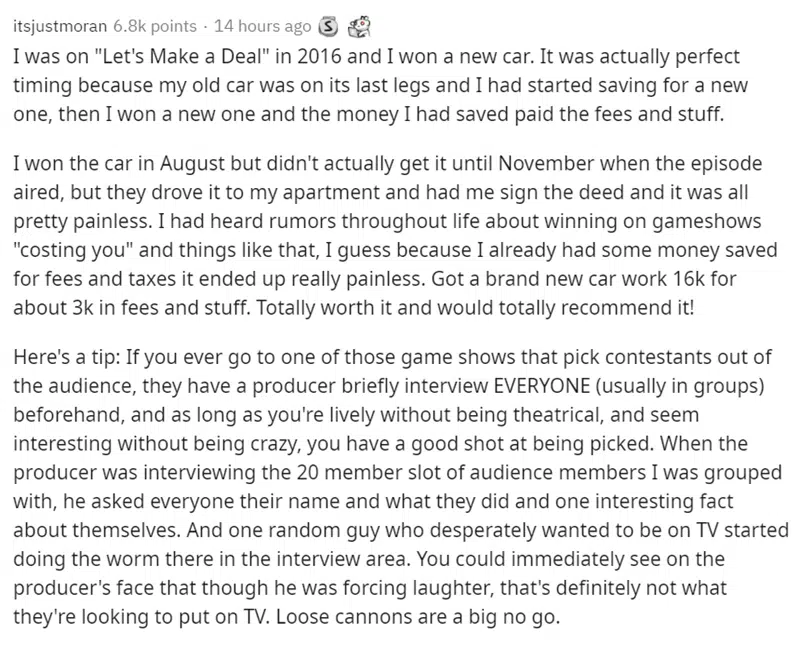 itsjustmoran 6.8k points · 14 hours ago S
I was on "Let's Make a Deal" in 2016 and I won a new car. It was actually perfect
timing because my old car was on its last legs and I had started saving for a new
one, then I won a new one and the money I had saved paid the fees and stuff.
I won the car in August but didn't actually get it until November when the episode
aired, but they drove it to my apartment and had me sign the deed and it was all
pretty painless. I had heard rumors throughout life about winning on gameshows
"costing you" and things like that, I guess because I already had some money saved
for fees and taxes it ended up really painless. Got a brand new car work 16k for
about 3k in fees and stuff. Totally worth it and would totally recommend it!
Here's a tip: If you ever go to one of those game shows that pick contestants out of
the audience, they have a producer briefly interview EVERYONE (usually in groups)
beforehand, and as long as you're lively without being theatrical, and seem
interesting without being crazy, you have a good shot at being picked. When the
producer was interviewing the 20 member slot of audience members I was grouped
with, he asked everyone their name and what they did and one interesting fact
about themselves. And one random guy who desperately wanted to be on TV started
doing the worm there in the interview area. You could immediately see on the
producer's face that though he was forcing laughter, that's definitely not what
they're looking to put on TV. Loose cannons are a big no go.